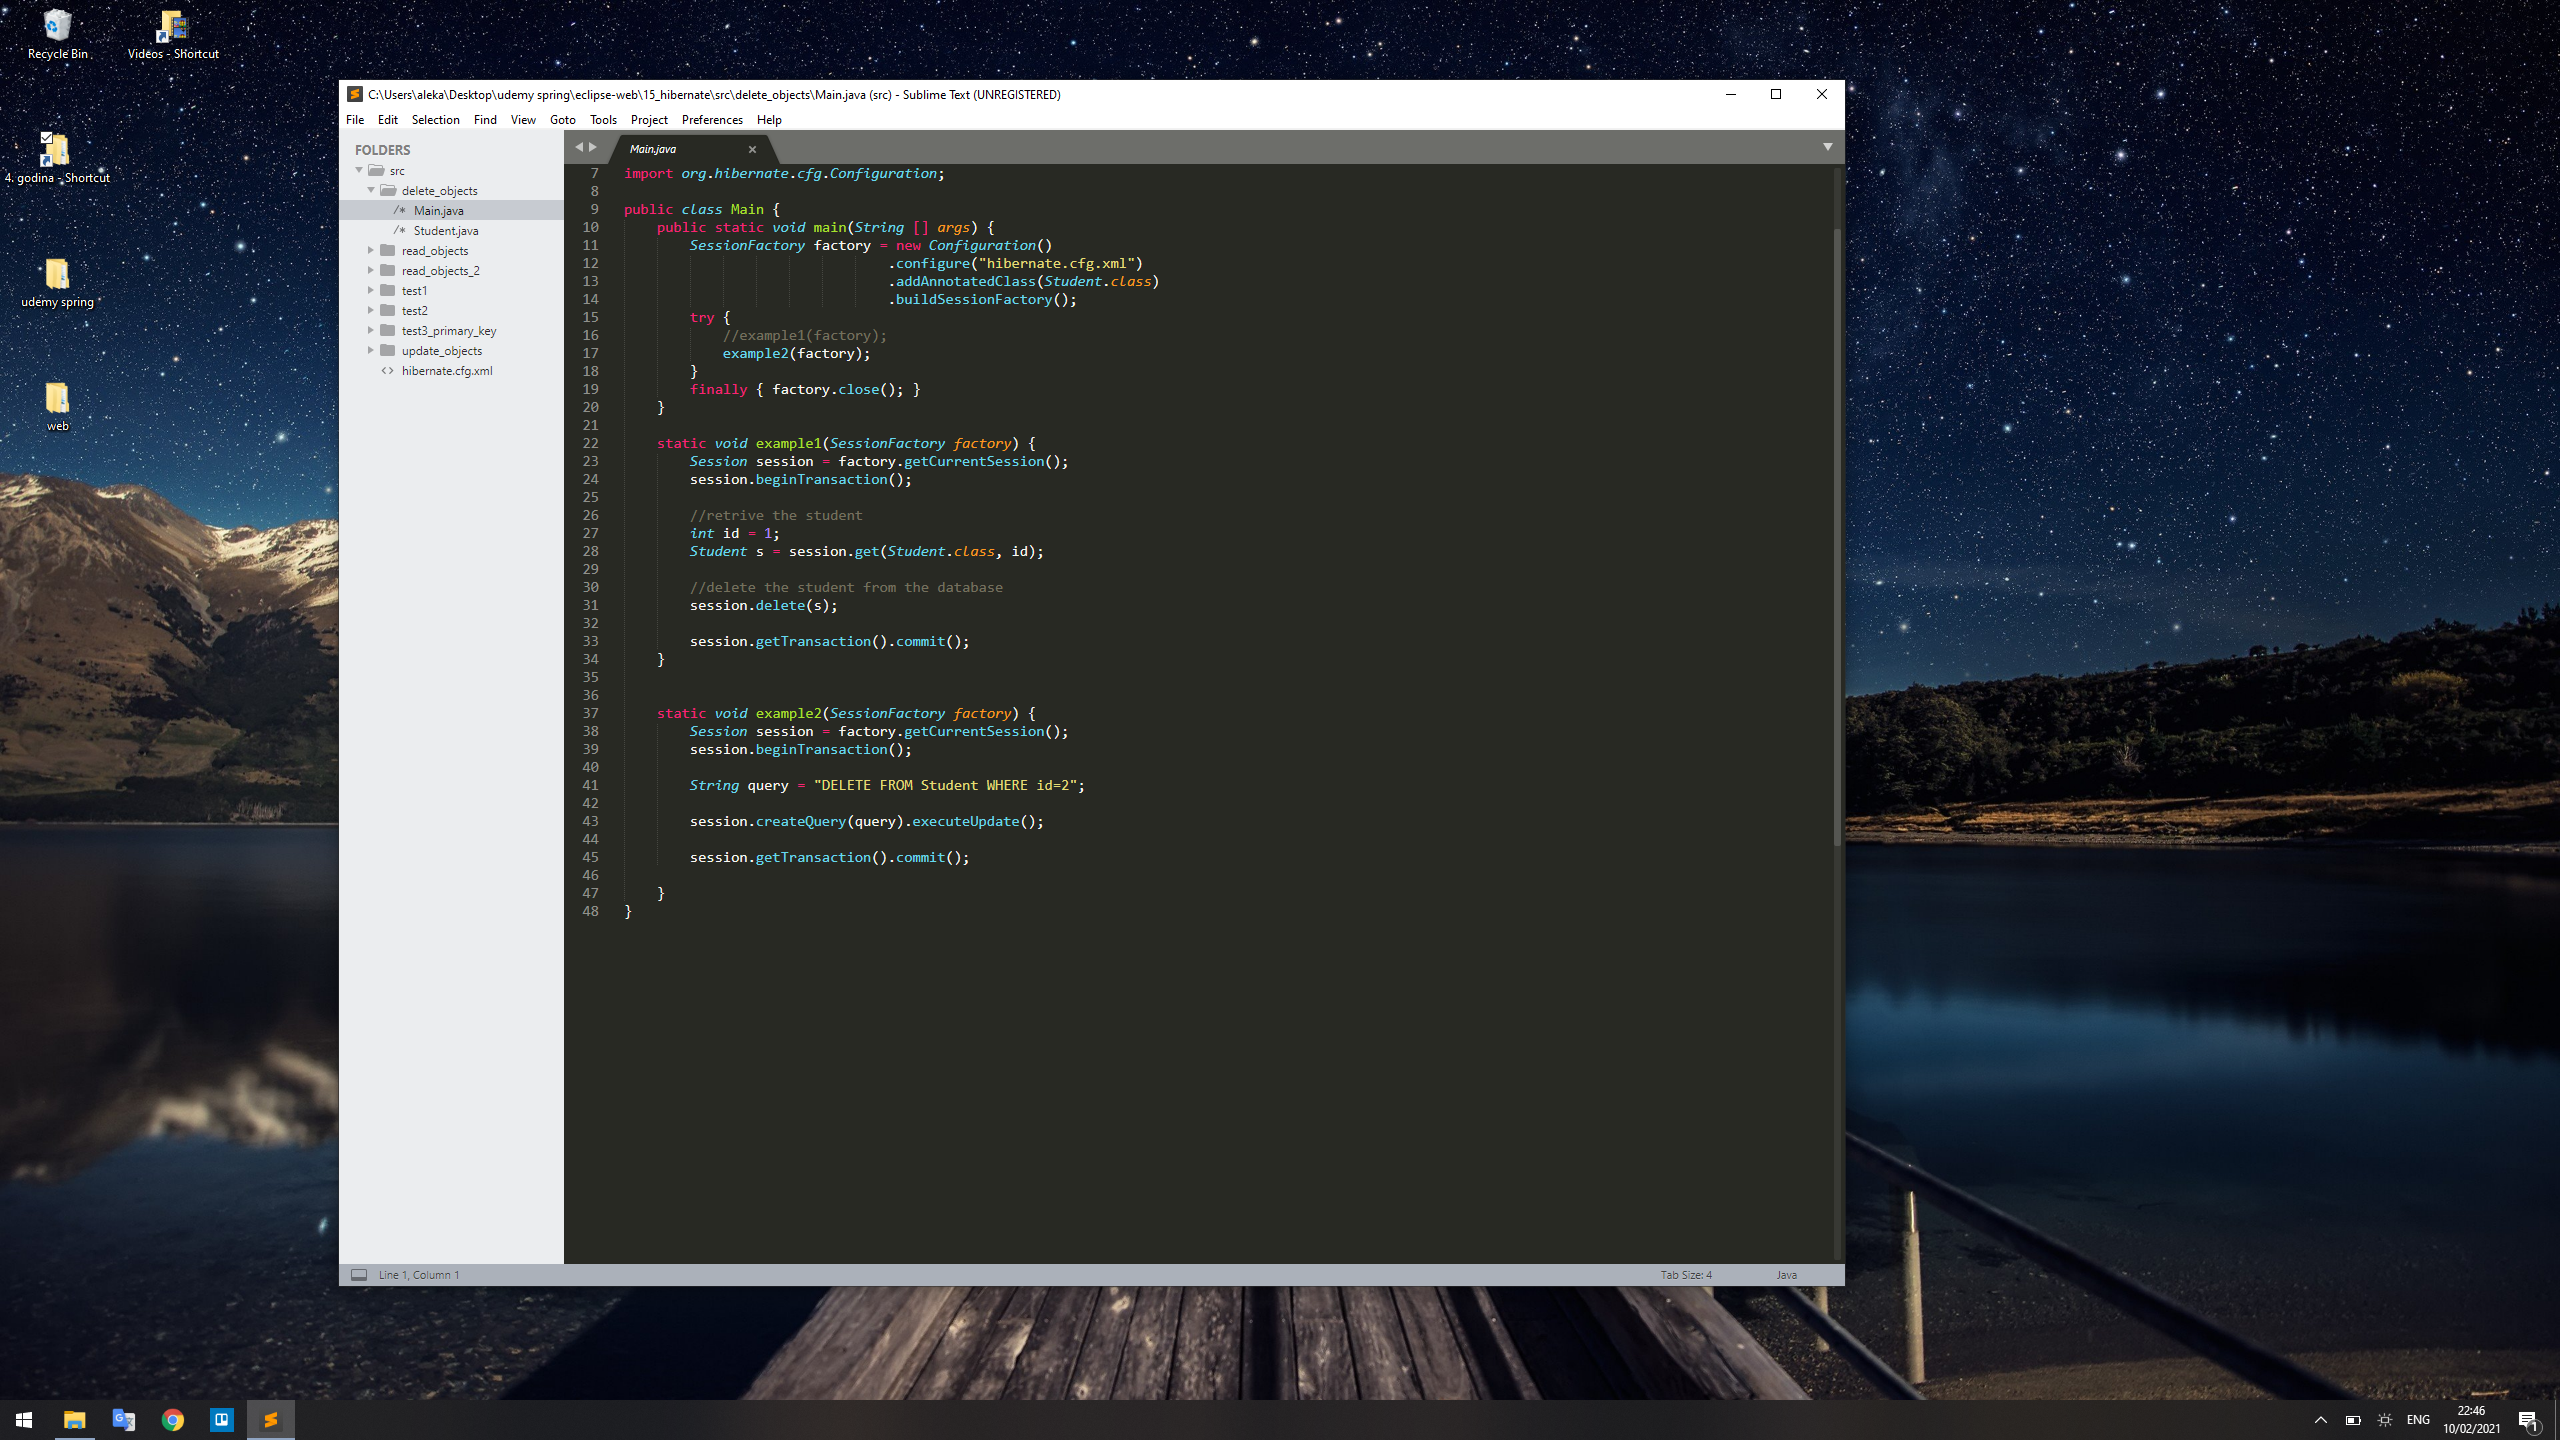 Recycle Bin
Videos - Shortcut
4. godina - Shortcut
udemy spring
web
C:\Users\aleka\Desktop\udemy spring\eclipse-web\15_hibernate\src\delete_objects\Main.java (src) - Sublime Text (UNREGISTERED)
File Edit Selection Find View Goto Tools Project Preferences Help
FOLDERS
src
delete_objects
/* Main.java
/* Student.java
read_objects
read_objects_2
test1
test2
test3_primary_key
update_objects
<> hibernate.cfg.xml
Main.java
7 import org.hibernate.cfg.Configuration;
8
9 public class Main {
10     public static void main(String [] args) {
11         SessionFactory factory = new Configuration()
12                                 .configure("hibernate.cfg.xml")
13                                 .addAnnotatedClass(Student.class)
14                                 .buildSessionFactory();
15         try {
16             //example1(factory);
17             example2(factory);
18         }
19         finally { factory.close(); }
20     }
21
22     static void example1(SessionFactory factory) {
23         Session session = factory.getCurrentSession();
24         session.beginTransaction();
25
26         //retrive the student
27         int id = 1;
28         Student s = session.get(Student.class, id);
29
30         //delete the student from the database
31         session.delete(s);
32
33         session.getTransaction().commit();
34     }
35
36
37     static void example2(SessionFactory factory) {
38         Session session = factory.getCurrentSession();
39         session.beginTransaction();
40
41         String query = "DELETE FROM Student WHERE id=2";
42
43         session.createQuery(query).executeUpdate();
44
45         session.getTransaction().commit();
46
47     }
48 }
Line 1, Column 1
Tab Size: 4
Java
ENG
22:46
10/02/2021
1